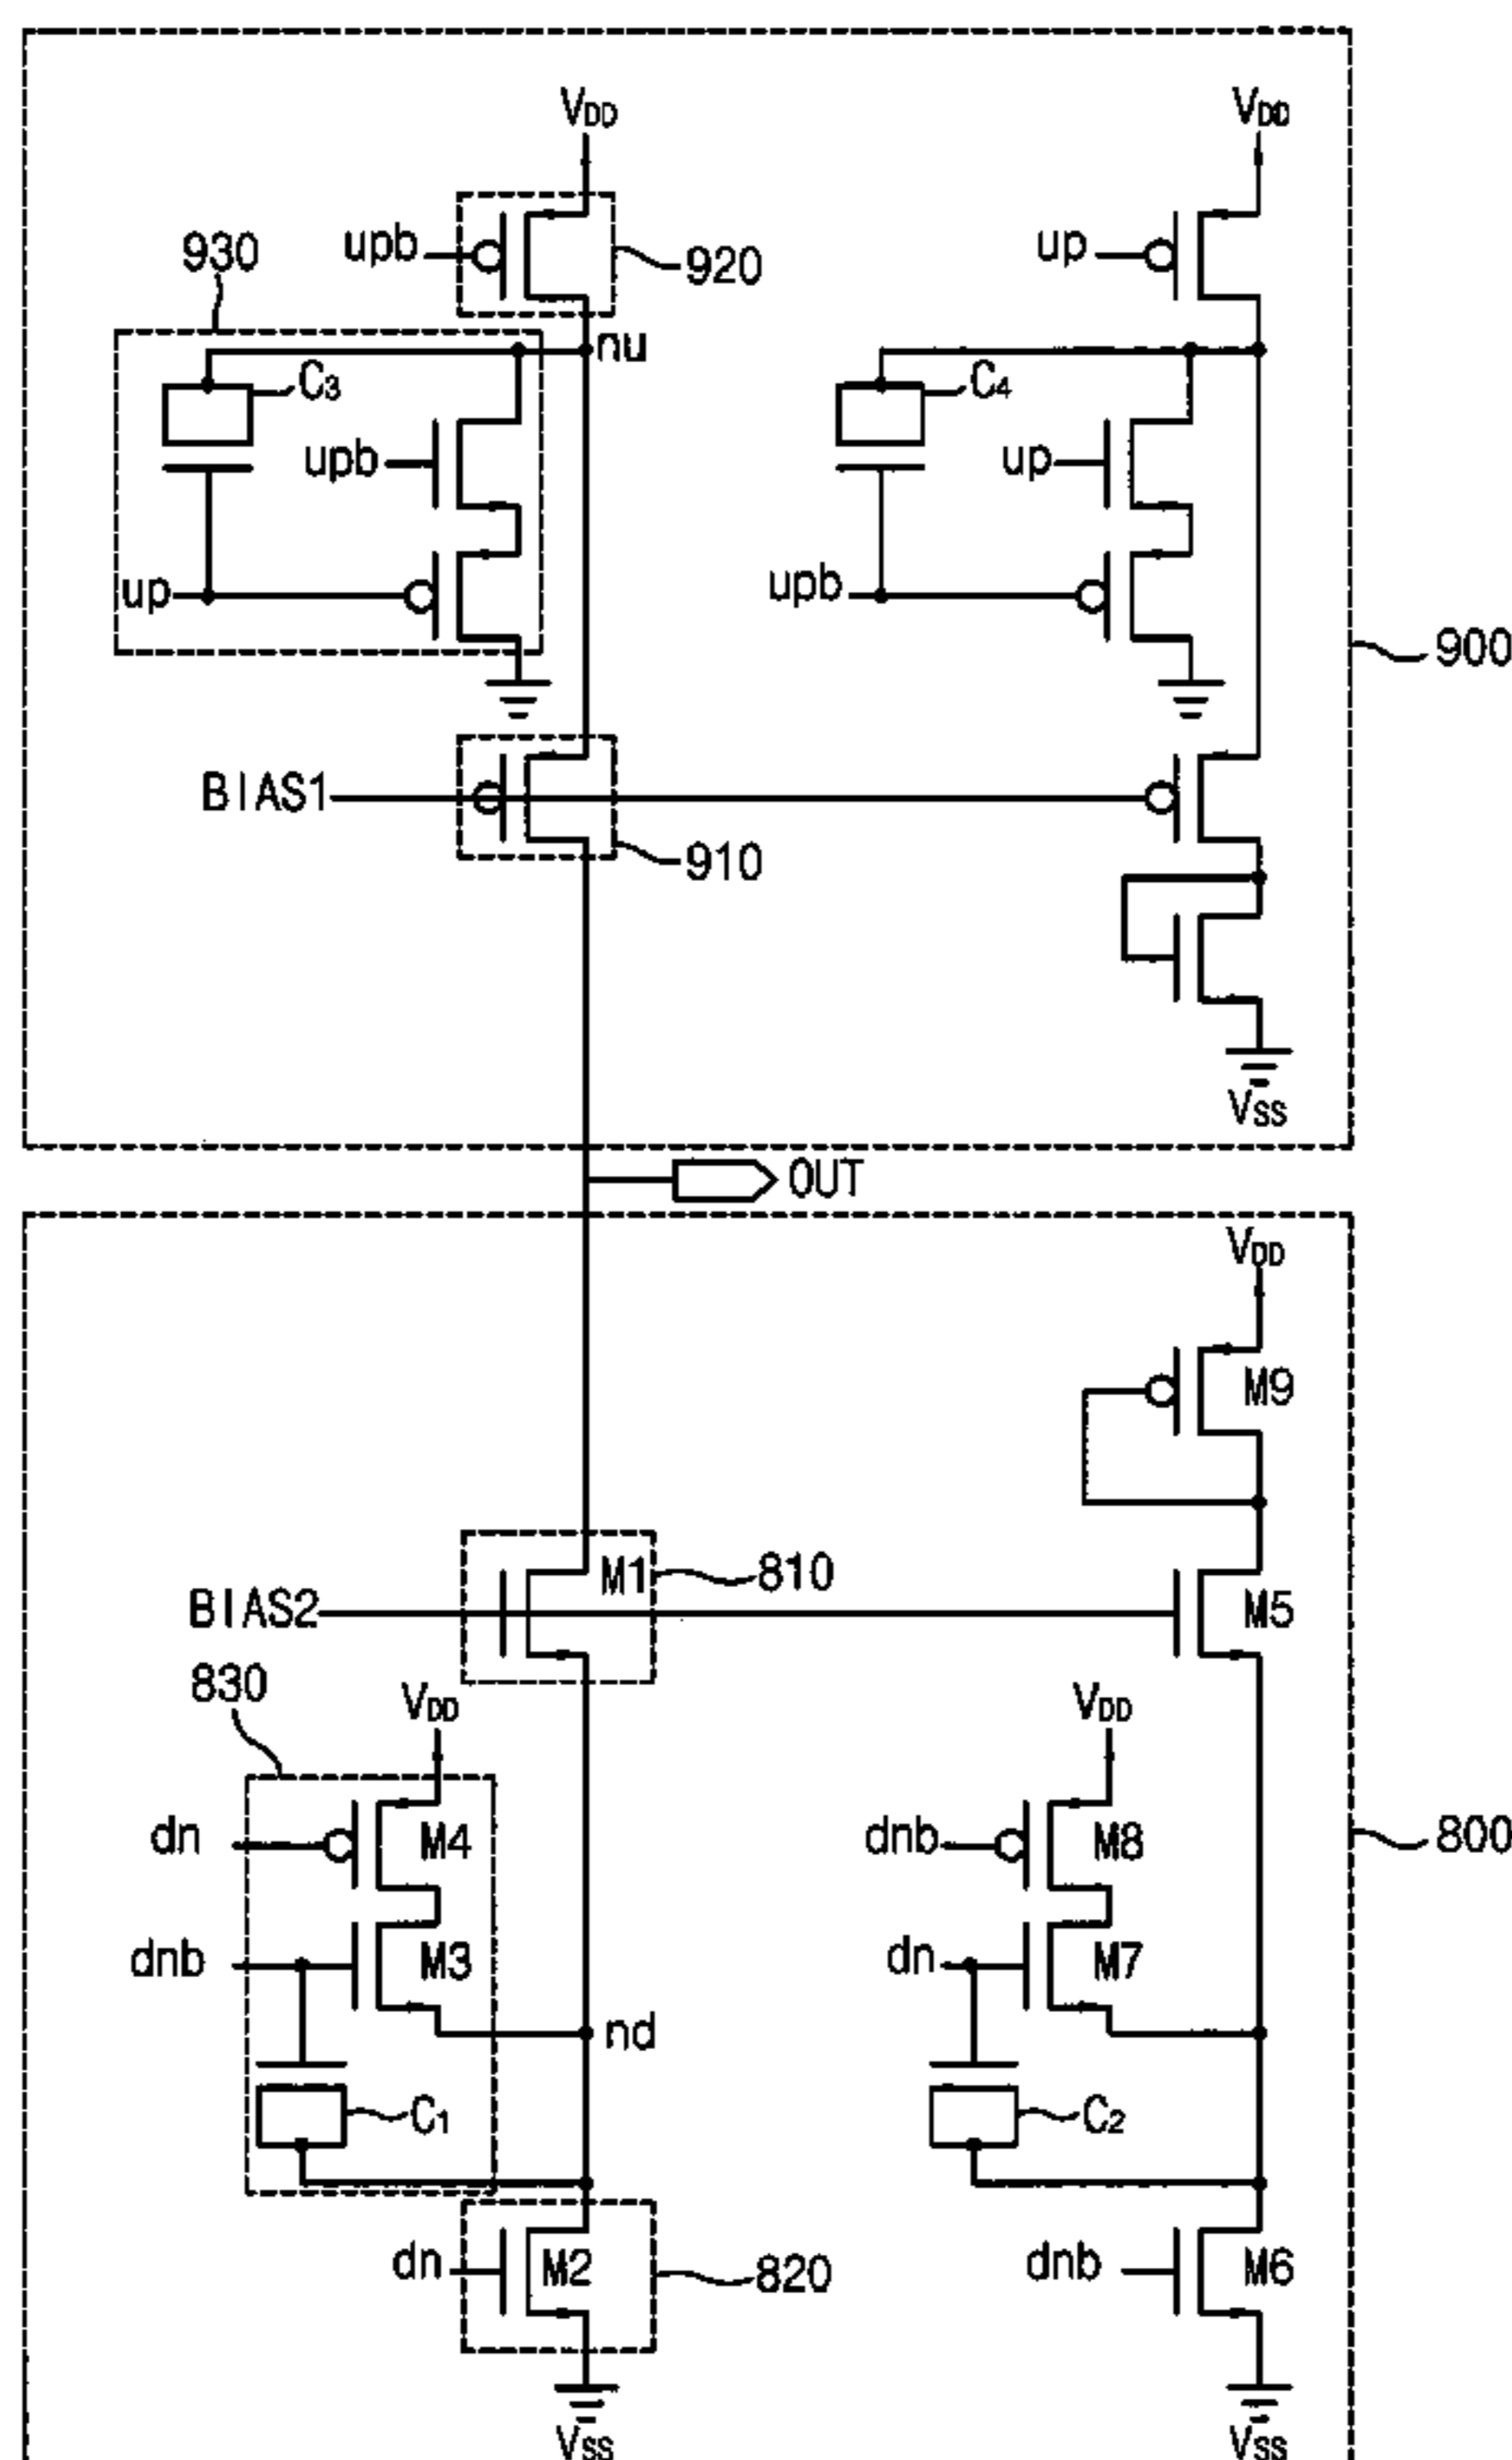 VDD VDD
930 upb 920 up
nu
C3 C4
upb up
up upb
900
BIAS1
910
VSS
OUT
VDD
M9
M1 810
BIAS2 M5
830 VDD VDD
dn M4 dnb M8 800
dnb M3 dn M7
nd
C1 C2
dn M2 820 dnb M6
VSS VSS